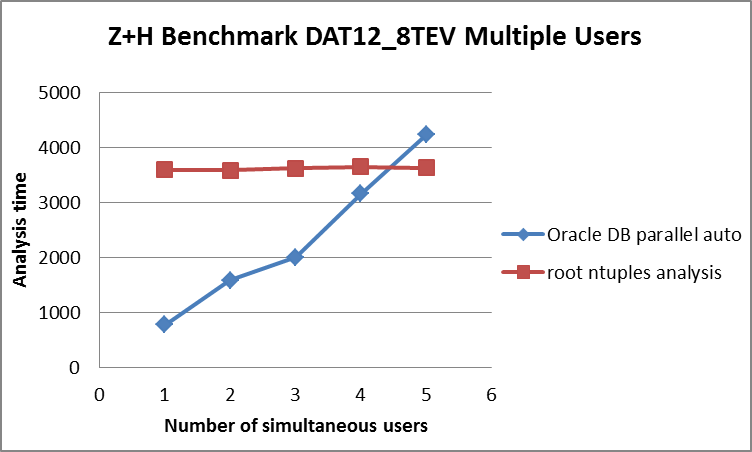 Z+H Benchmark DAT12_8TEV Multiple Users
5000
4000
3000
2000
1000
0
Analysis time
0 1 2 3 4 5 6
Number of simultaneous users
Oracle DB parallel auto
root ntuples analysis